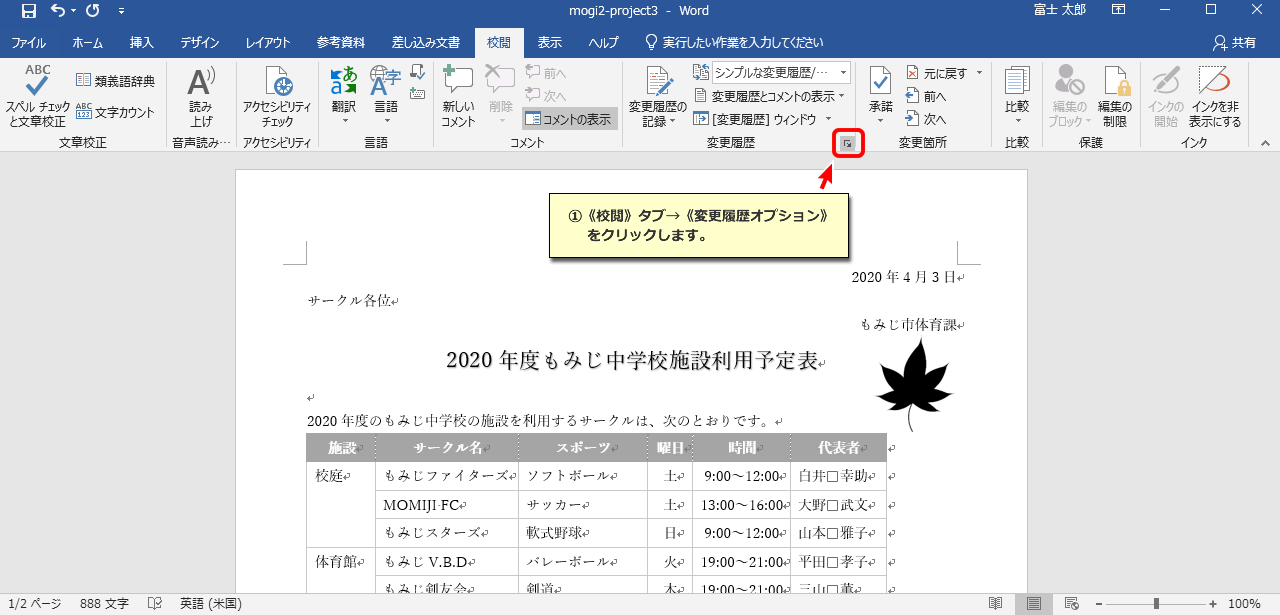 mogi2-project3 - Word
富士 太郎
ファイル ホーム 挿入 デザイン レイアウト 参考資料 差し込み文書 校閲 表示 ヘルプ 実行したい作業を入力してください 共有
ABC
スペル チェックと文章校正
類義語辞典
ABC 123 文字カウント
文章校正
A
読み上げ
音声読み…
アクセシビリティ チェック
アクセシビリティ
あ
翻訳
A字
言語
言語
新しいコメント
削除
前へ
次へ
コメントの表示
コメント
変更履歴の記録
シンプルな変更履歴/…
変更履歴とコメントの表示
[変更履歴] ウィンドウ
変更履歴
承諾
元に戻す
前へ
次へ
変更箇所
比較
比較
編集のブロック
編集の制限
保護
インクの開始
インクを非表示にする
インク
①《校閲》タブ→《変更履歴オプション》
をクリックします。
2020 年 4 月 3 日↵
サークル各位↵
もみじ市体育課↵
2020 年度もみじ中学校施設利用予定表↵
↵
2020 年度のもみじ中学校の施設を利用するサークルは、次のとおりです。↵
施設↵ サークル名↵ スポーツ↵ 曜日↵ 時間↵ 代表者↵ ↵
校庭↵ もみじファイターズ↵ ソフトボール↵ 土↵ 9:00～12:00↵ 白井□幸助↵ ↵
MOMIJI·FC↵ サッカー↵ 土↵ 13:00～16:00↵ 大野□武文↵ ↵
もみじスターズ↵ 軟式野球↵ 日↵ 9:00～12:00↵ 山本□雅子↵ ↵
体育館↵ もみじ V.B.D↵ バレーボール↵ 火↵ 19:00～21:00↵ 平田□孝子↵ ↵
もみじ剣友会↵ 剣道↵ 木↵ 19:00～21:00↵ 三山□薫↵ ↵
1/2 ページ 888 文字 英語 (米国) 100%